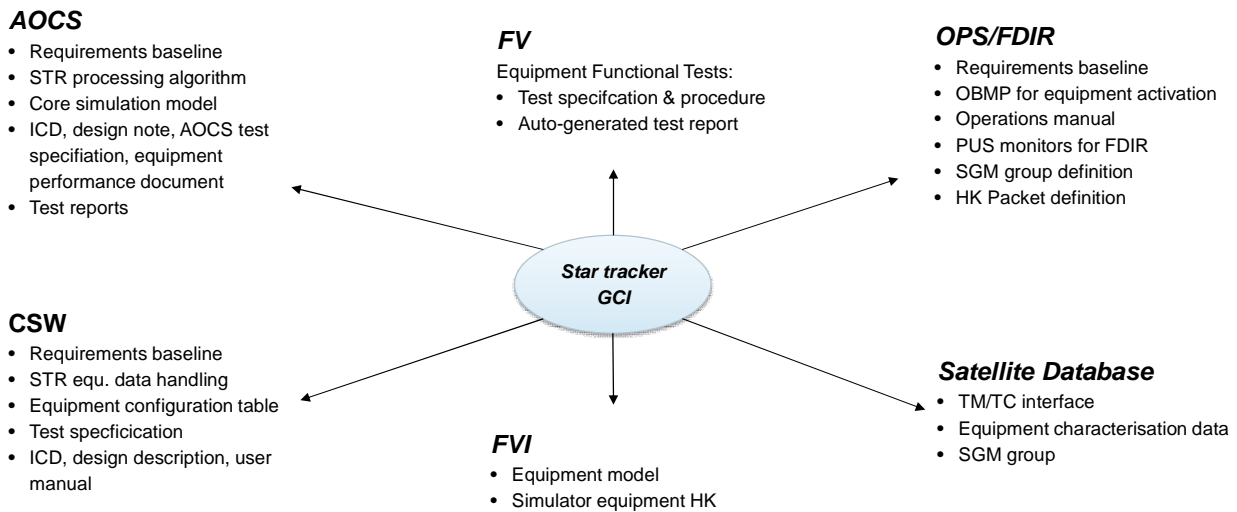 AOCS
• Requirements baseline
• STR processing algorithm
• Core simulation model
• ICD, design note, AOCS test
specifiation, equipment
performance document
• Test reports
FV
Equipment Functional Tests:
• Test specifcation & procedure
• Auto-generated test report
OPS/FDIR
• Requirements baseline
• OBMP for equipment activation
• Operations manual
• PUS monitors for FDIR
• SGM group definition
• HK Packet definition
Star tracker
GCI
CSW
• Requirements baseline
• STR equ. data handling
• Equipment configuration table
• Test specficication
• ICD, design description, user
manual
FVI
• Equipment model
• Simulator equipment HK
Satellite Database
• TM/TC interface
• Equipment characterisation data
• SGM group